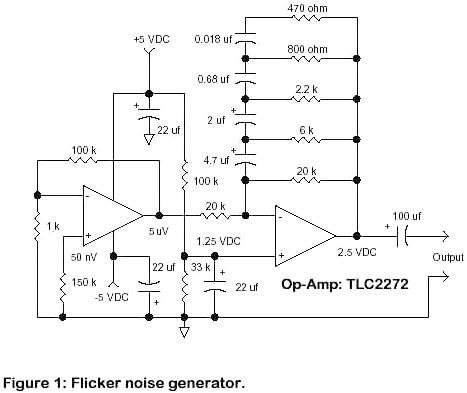 470 ohm
+5 VDC
0.018 uf
800 ohm
0.68 uf
2.2 k
+
22 uf
+
2 uf
6 k
100 k
+
4.7 uf
100 k
20 k
20 k
-
-
1 k
5 uV
+
50 nV
1.25 VDC
+
2.5 VDC
+
100 uf
Output
150 k
-5 VDC
22 uf
+
33 k
+
22 uf
Op-Amp: TLC2272
Figure 1: Flicker noise generator.